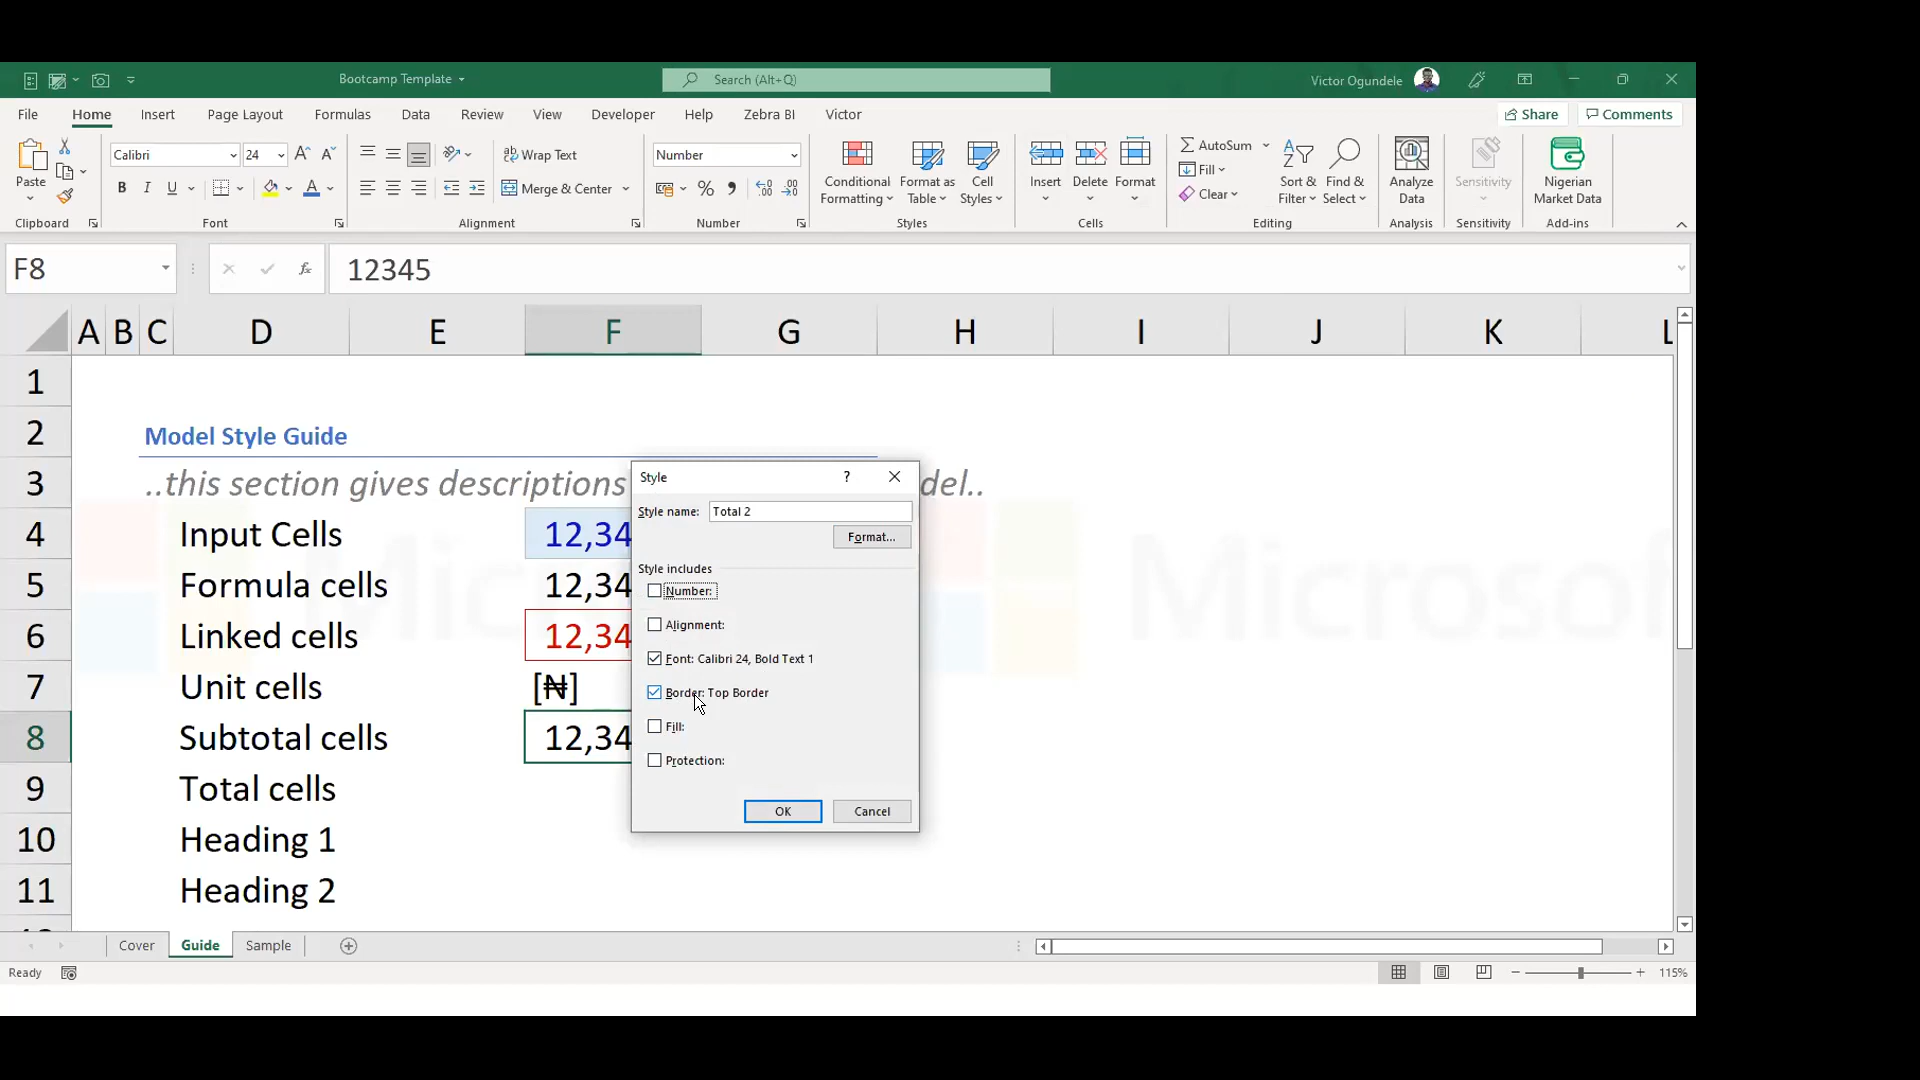 Bootcamp Template
Search (Alt+Q)
Victor Ogundele
File Home Insert Page Layout Formulas Data Review View Developer Help Zebra BI Victor
Share
Comments
Paste
Clipboard
Calibri 24
B I U
Font
Wrap Text
Merge & Center
Alignment
Number
%
Number
Conditional Formatting
Format as Table
Cell Styles
Styles
Insert
Delete
Format
Cells
AutoSum
Fill
Clear
Sort & Filter
Find & Select
Editing
Analyze Data
Analysis
Sensitivity
Sensitivity
Nigerian Market Data
Add-ins
F8
fx
12345
A B C D E F G H I J K L
1
2 Model Style Guide
3 ..this section gives descriptions del..
4 Input Cells 12,34
5 Formula cells 12,34
6 Linked cells 12,34
7 Unit cells [₦]
8 Subtotal cells 12,34
9 Total cells
10 Heading 1
11 Heading 2
Microsoft
Microsof
Style
?
Style name: Total 2
Format...
Style includes
Number:
Alignment:
Font: Calibri 24, Bold Text 1
Border: Top Border
Fill:
Protection:
OK
Cancel
Cover Guide Sample
Ready
115%